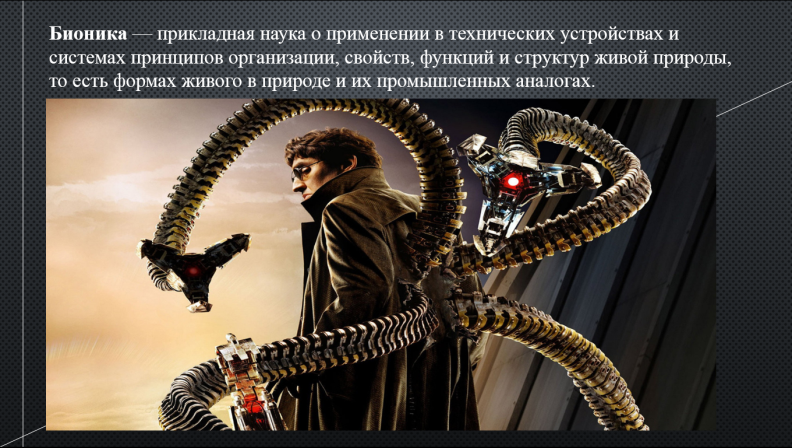 Бионика — прикладная наука о применении в технических устройствах и
системах принципов организации, свойств, функций и структур живой природы,
то есть формах живого в природе и их промышленных аналогах.